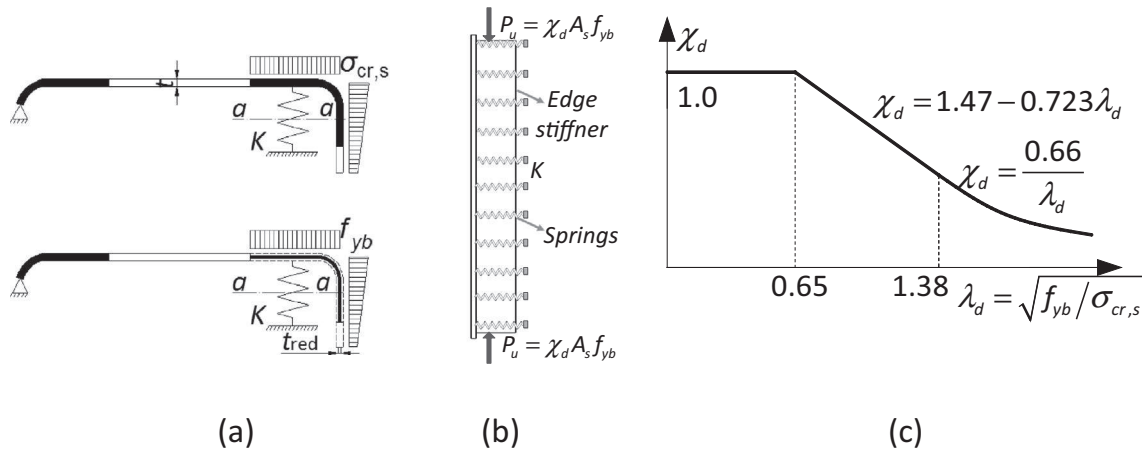 t
σcr,s
a
a
K
fyb
a
a
K
tred
(a)
Pu = χd As fyb
Edge
stiffner
K
Springs
Pu = χd As fyb
(b)
χd
1.0
χd = 1.47 − 0.723λd
χd = 0.66 / λd
0.65
1.38
λd = √fyb / σcr,s
(c)